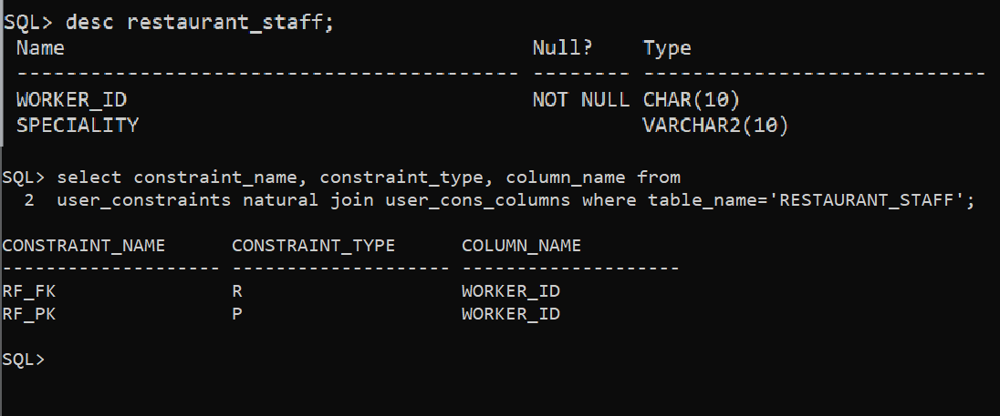 SQL> desc restaurant_staff;
Name Null? Type
----------------------------------------- -------- ----------------------------
WORKER_ID NOT NULL CHAR(10)
SPECIALITY VARCHAR2(10)
SQL> select constraint_name, constraint_type, column_name from
2 user_constraints natural join user_cons_columns where table_name='RESTAURANT_STAFF';
CONSTRAINT_NAME CONSTRAINT_TYPE COLUMN_NAME
-------------------- -------------------- --------------------
RF_FK R WORKER_ID
RF_PK P WORKER_ID
SQL>